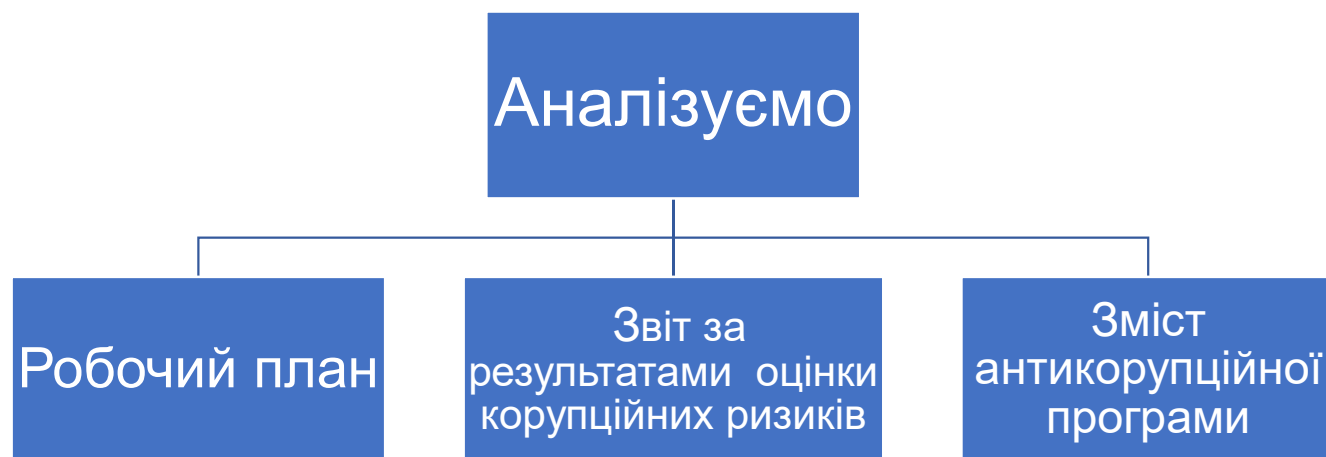 Аналізуємо
Робочий план
Звіт за
результатами оцінки
корупційних ризиків
Зміст
антикорупційної
програми